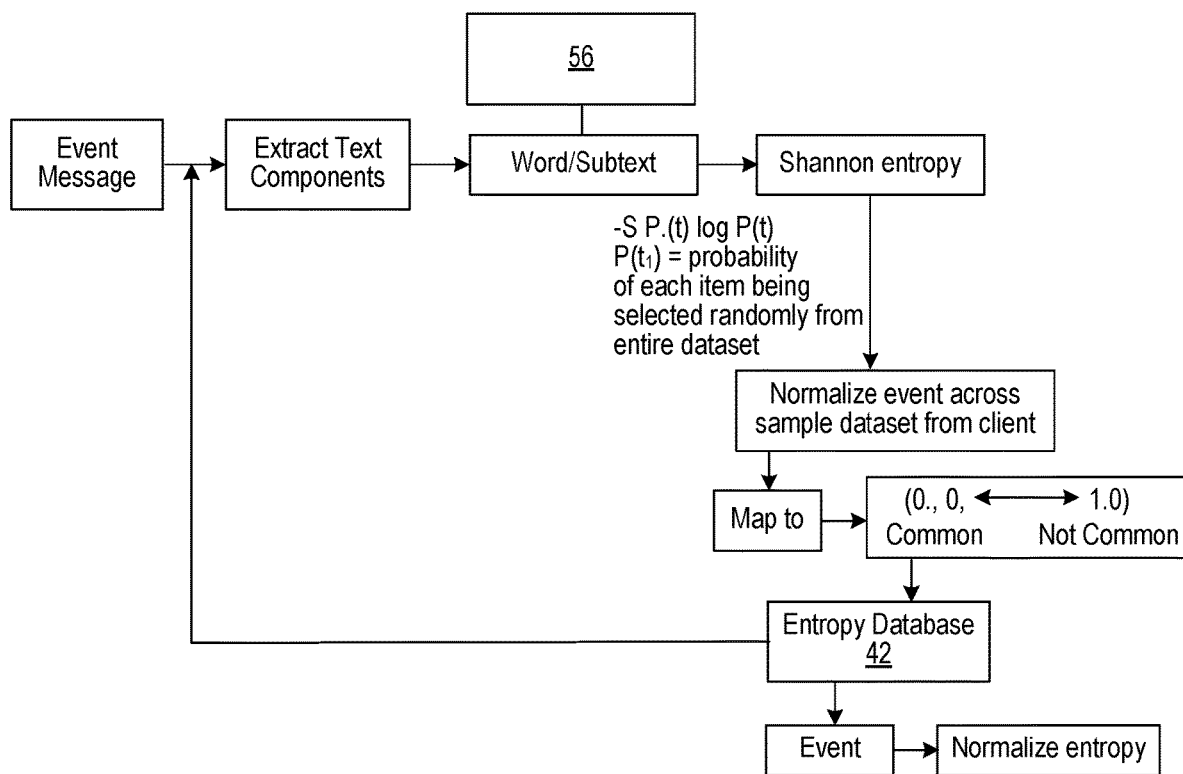 56
Event
Message
Extract Text
Components
Word/Subtext
Shannon entropy
-S P.(t) log P(t)
P(t₁) = probability
of each item being
selected randomly from
entire dataset
Normalize event across
sample dataset from client
Map to
(0., 0, 1.0)
Common Not Common
Entropy Database
42
Event
Normalize entropy